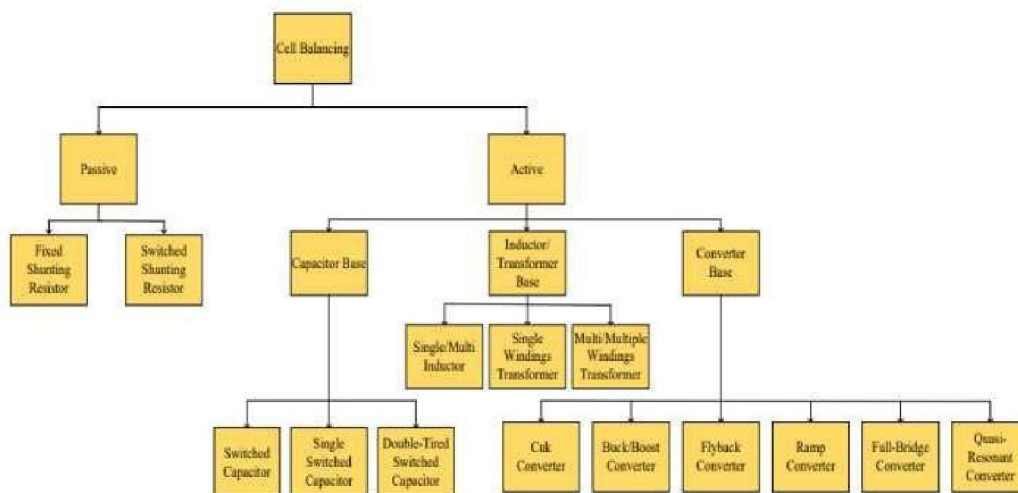 Cell Balancing
Passive
Active
Fixed
Shunting
Resistor
Switched
Shunting
Resistor
Capacitor Base
Inductor/
Transformer
Base
Converter
Base
Single/Multi
Inductor
Single
Windings
Transformer
Multi/Multiple
Windings
Transformer
Switched
Capacitor
Single
Switched
Capacitor
Double-Tired
Switched
Capacitor
Cuk
Converter
Buck/Boost
Converter
Flyback
Converter
Ramp
Converter
Full-Bridge
Converter
Quasi-
Resonant
Converter